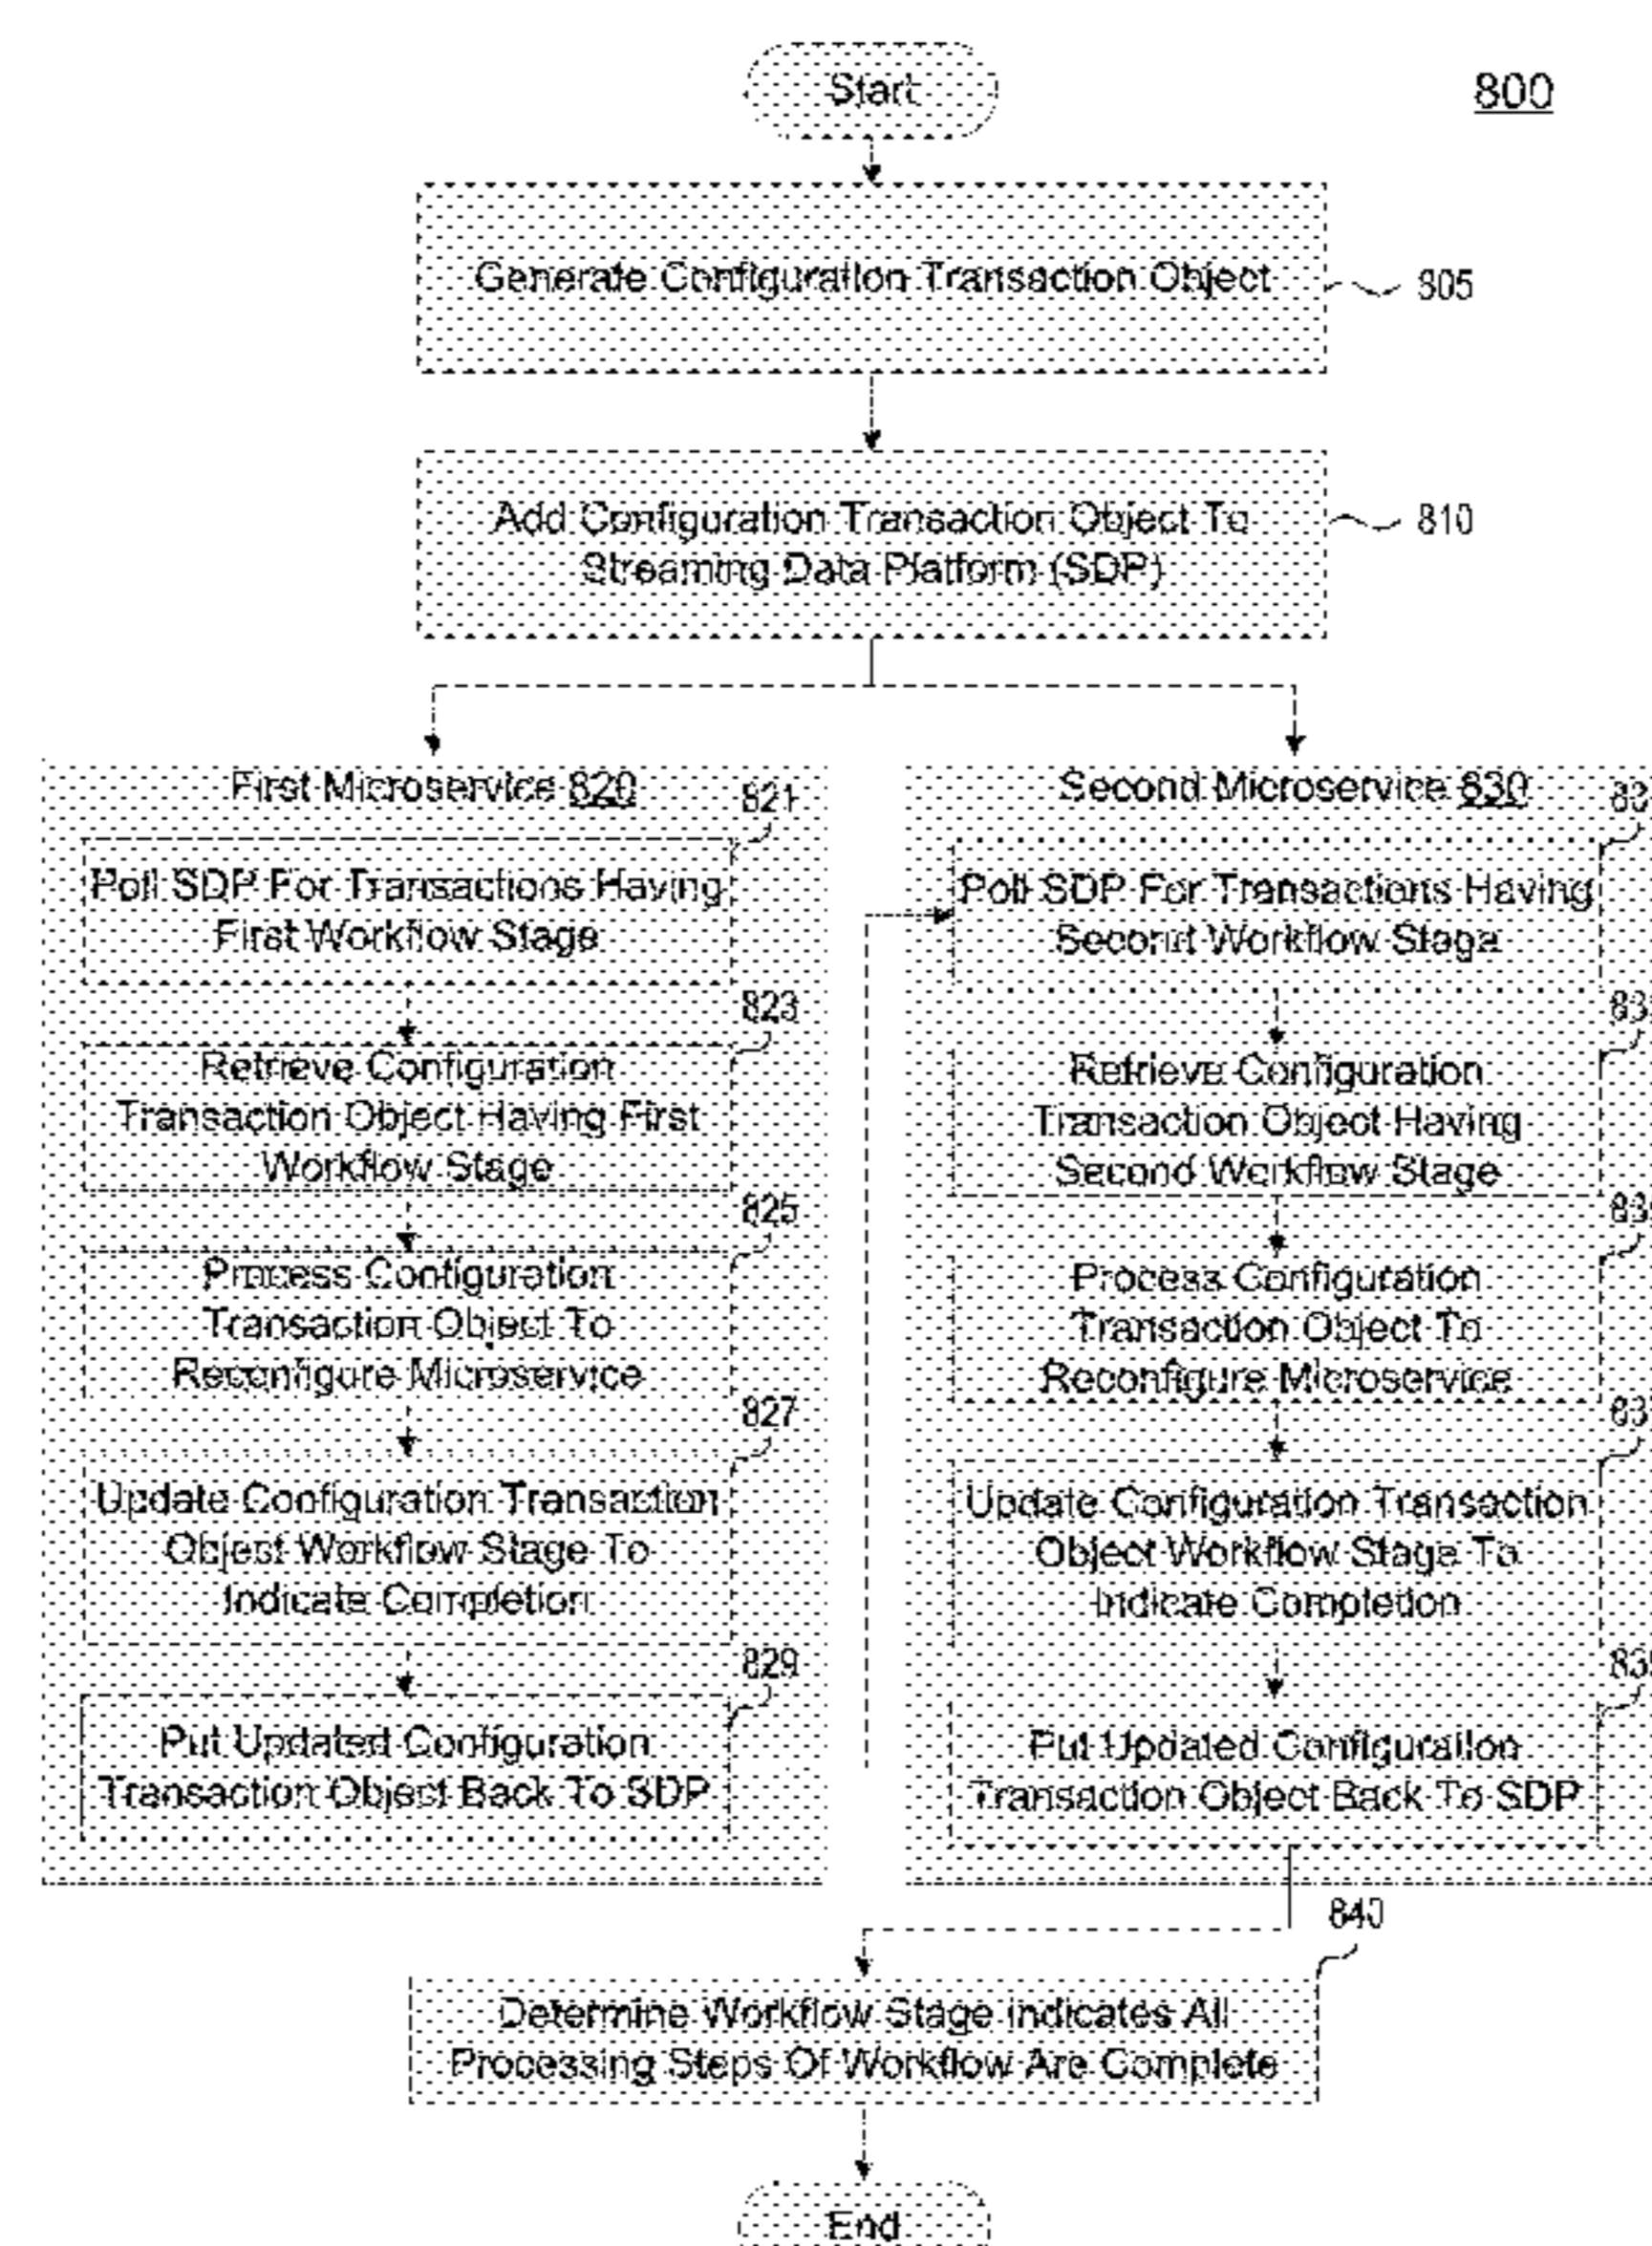 800
Start
Generate Configuration Transaction Object
805
Add Configuration Transaction Object To
Streaming Data Platform (SDP)
810
First Microservice 820
821
Poll SDP For Transactions Having
First Workflow Stage
823
Retrieve Configuration
Transaction Object Having First
Workflow Stage
825
Process Configuration
Transaction Object To
Reconfigure Microservice
827
Update Configuration Transaction
Object Workflow Stage To
Indicate Completion
829
Put Updated Configuration
Transaction Object Back To SDP
Second Microservice 830
Poll SDP For Transactions Having
Second Workflow Stage
Retrieve Configuration
Transaction Object Having
Second Workflow Stage
Process Configuration
Transaction Object To
Reconfigure Microservice
Update Configuration Transaction
Object Workflow Stage To
Indicate Completion
Put Updated Configuration
Transaction Object Back To SDP
840
Determine Workflow Stage Indicates All
Processing Steps Of Workflow Are Complete
End